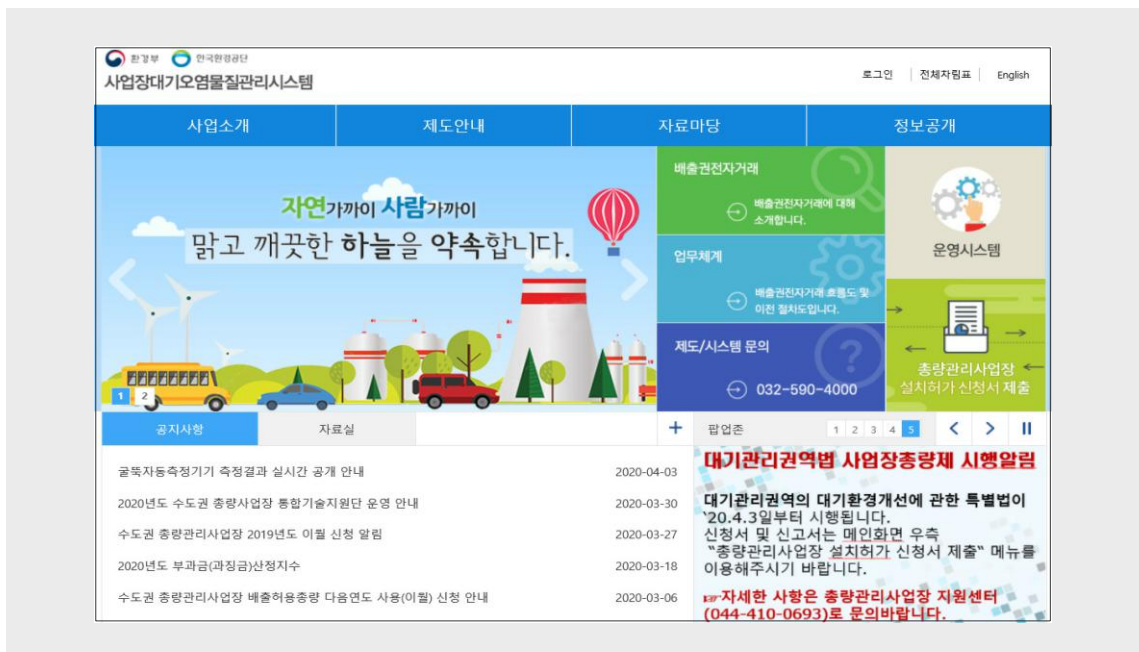 환경부 한국환경공단
사업장대기오염물질관리시스템
로그인 전체자림표 English
사업소개 제도안내 자료마당 정보공개
자연가까이 사람가까이
맑고 깨끗한 하늘을 약속합니다.
1 2
배출권전자거래
배출권전자거래에 대해
소개합니다.
업무체계
배출권전자거래 흐름도 및
이전 절차도입니다.
제도/시스템 문의
032-590-4000
운영시스템
총량관리사업장
설치허가 신청서 제출
공지사항 자료실
팝업존 1 2 3 4 5
굴뚝자동측정기기 측정결과 실시간 공개 안내 2020-04-03
2020년도 수도권 총량사업장 통합기술지원단 운영 안내 2020-03-30
수도권 총량관리사업장 2019년도 이월 신청 알림 2020-03-27
2020년도 부과금(과징금)산정지수 2020-03-18
수도권 총량관리사업장 배출허용총량 다음연도 사용(이월) 신청 안내 2020-03-06
대기관리권역법 사업장총량제 시행알림
대기관리권역의 대기환경개선에 관한 특별법이
'20.4.3일부터 시행됩니다.
신청서 및 신고서는 메인화면 우측
"총량관리사업장 설치허가 신청서 제출" 메뉴를
이용해주시기 바랍니다.
☞자세한 사항은 총량관리사업장 지원센터
(044-410-0693)로 문의바랍니다.